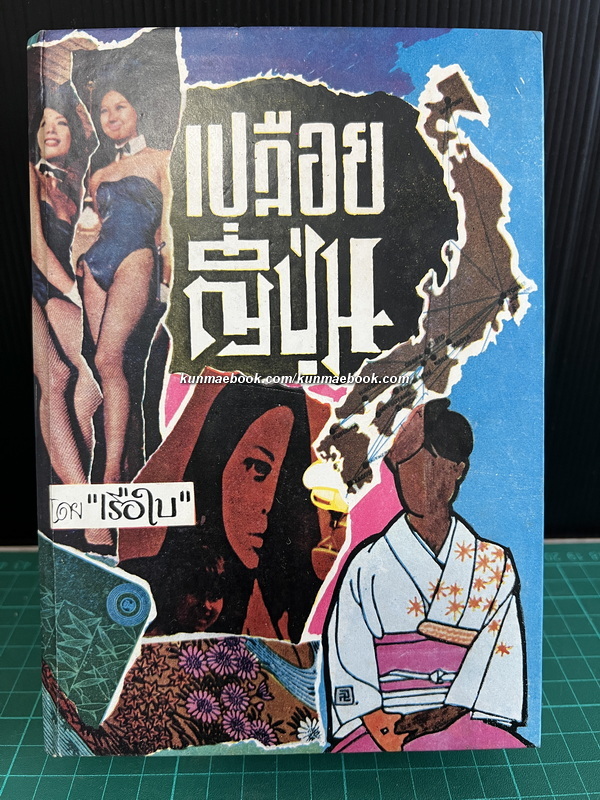 เปลือย
ญี่ปุ่น
kunmaebook.com/kunmaebook.com
โดย "เรือใบ"